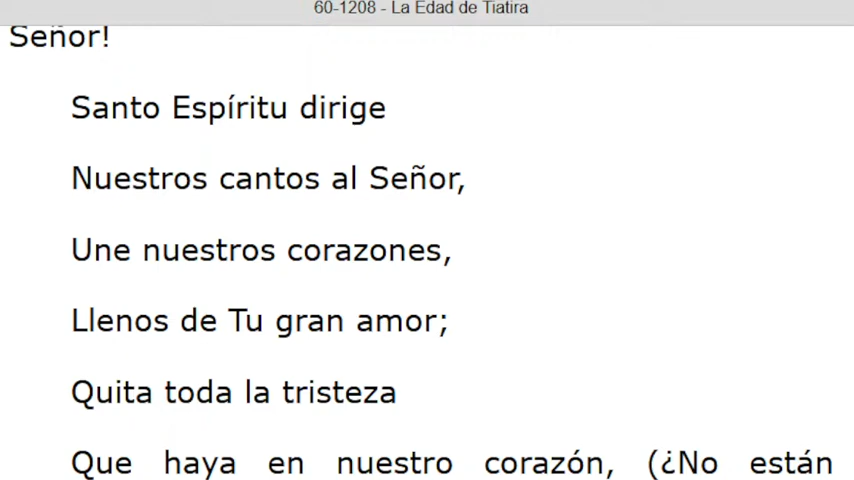 60-1208 - La Edad de Tiatira
Señor!
Santo Espíritu dirige
Nuestros cantos al Señor,
Une nuestros corazones,
Llenos de Tu gran amor;
Quita toda la tristeza
Que haya en nuestro corazón, (¿No están